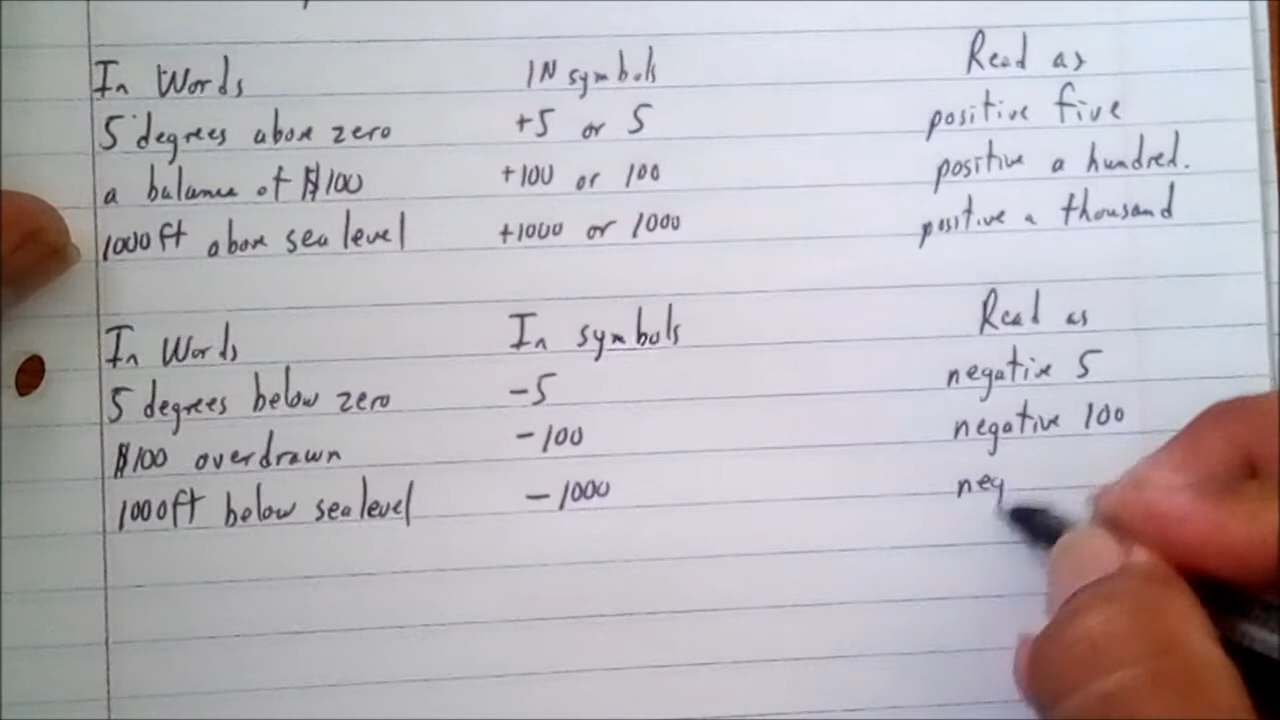 In Words IN symbols Read as
5 degrees above zero +5 or 5 positive five
a balance of $100 +100 or 100 positive a hundred.
1000ft above sea level +1000 or 1000 positive a thousand
In Words In symbols Read as
5 degrees below zero -5 negative 5
$100 overdrawn -100 negative 100
1000ft below sea level -1000 neg